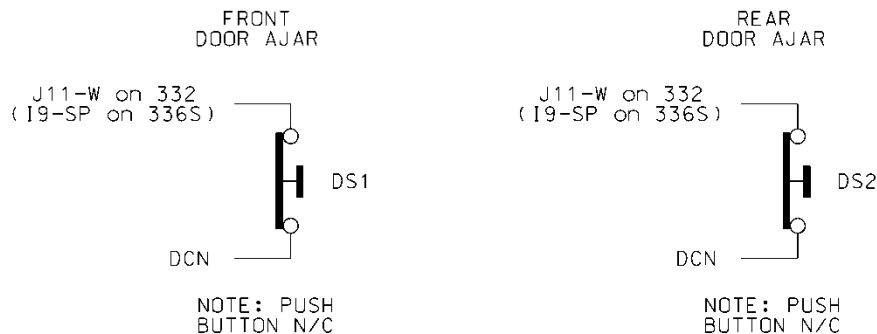 FRONT
DOOR AJAR
J11-W on 332
(I9-SP on 336S)
DS1
DCN
NOTE: PUSH
BUTTON N/C
REAR
DOOR AJAR
J11-W on 332
(I9-SP on 336S)
DS2
DCN
NOTE: PUSH
BUTTON N/C